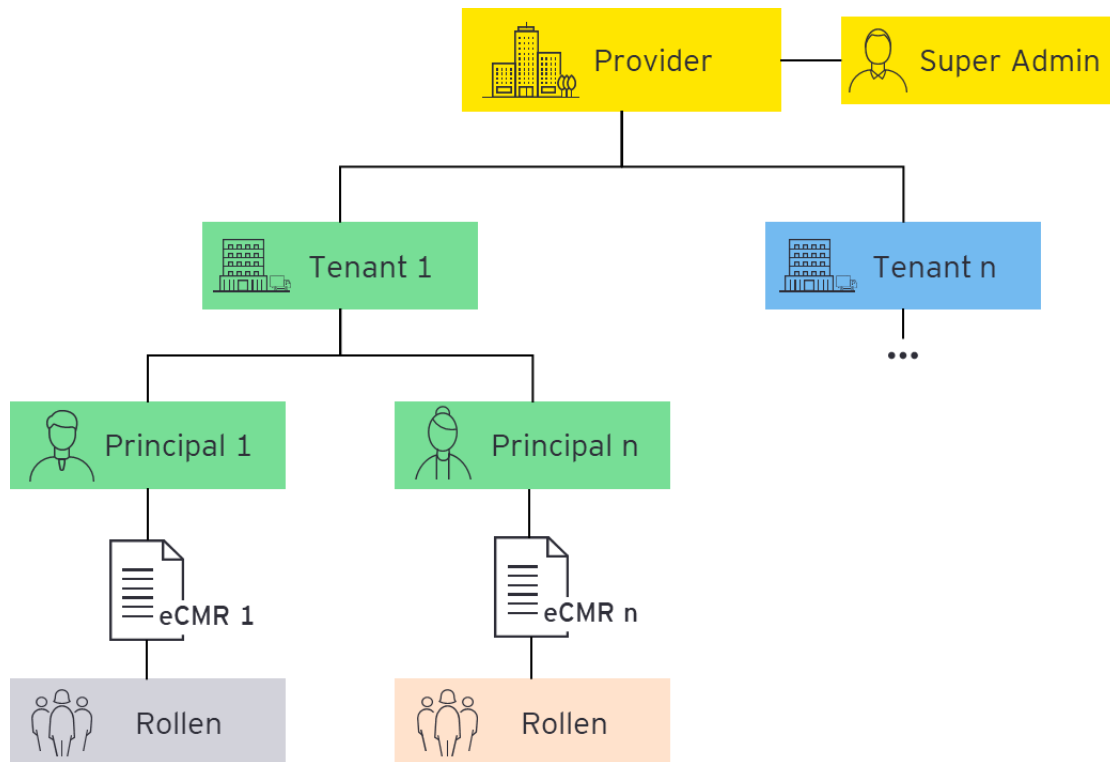 Provider
Super Admin
Tenant 1
Tenant n
...
Principal 1
Principal n
eCMR 1
eCMR n
Rollen
Rollen